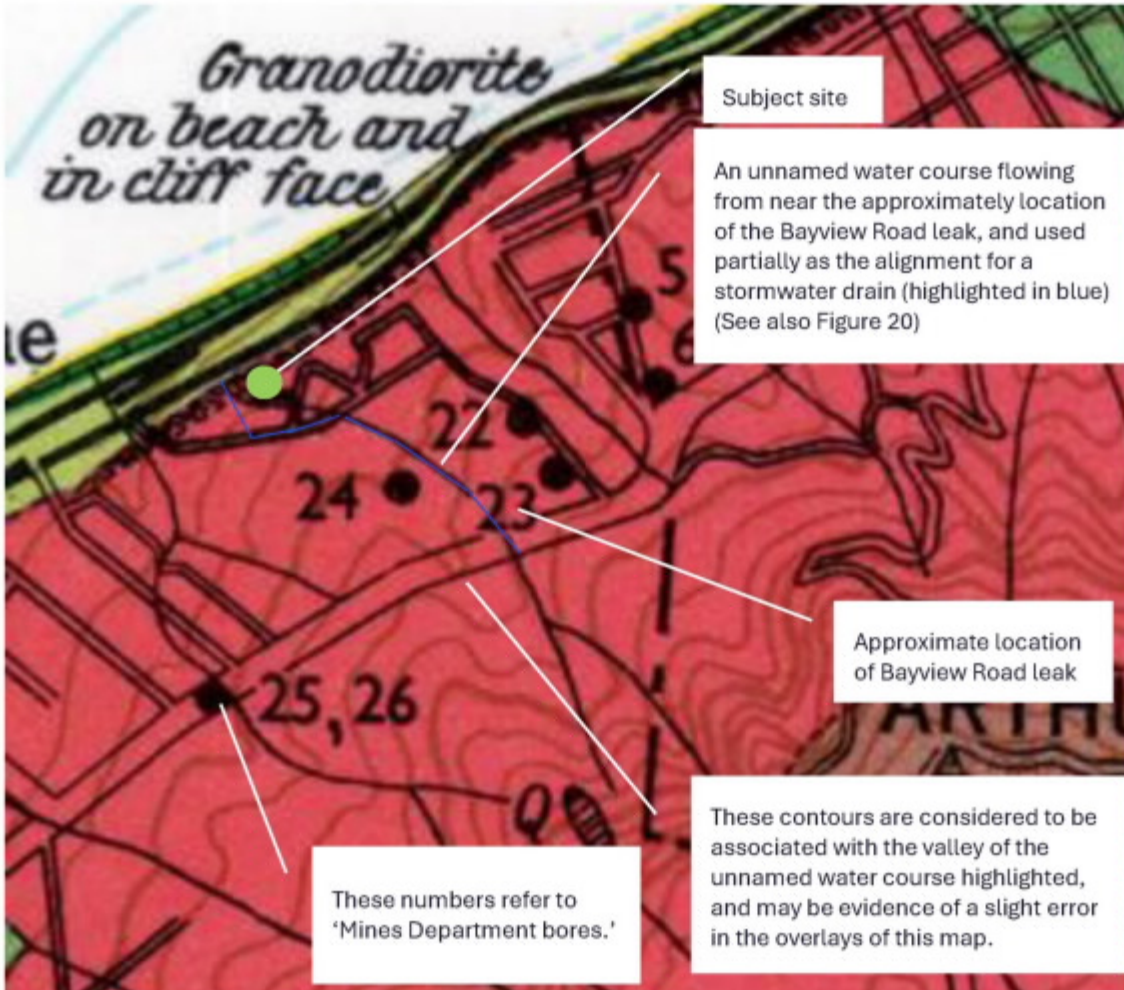 Granodiorite
on beach and
in cliff face
Subject site
An unnamed water course flowing
from near the approximately location
of the Bayview Road leak, and used
partially as the alignment for a
stormwater drain (highlighted in blue)
(See also Figure 20)
ne
5
6
22
24
23
Approximate location
of Bayview Road leak
25, 26
ARTHU
Q
These contours are considered to be
associated with the valley of the
unnamed water course highlighted,
and may be evidence of a slight error
in the overlays of this map.
These numbers refer to
‘Mines Department bores.’